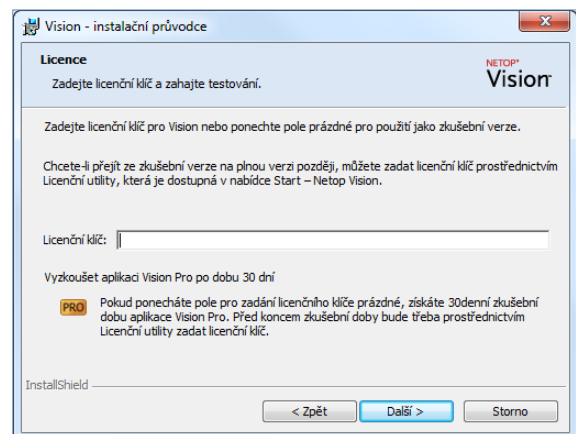 Vision - instalační průvodce
Licence
Zadejte licenční klíč a zahajte testování.
NETOP
Vision
Zadejte licenční klíč pro Vision nebo ponechte pole prázdné pro použití jako zkušební verze.
Chcete-li přejít ze zkušební verze na plnou verzi později, můžete zadat licenční klíč prostřednictvím
Licenční utility, která je dostupná v nabídce Start – Netop Vision.
Licenční klíč:
Vyzkoušet aplikaci Vision Pro po dobu 30 dní
PRO
Pokud ponecháte pole pro zadání licenčního klíče prázdné, získáte 30denní zkušební
dobu aplikace Vision Pro. Před koncem zkušební doby bude třeba prostřednictvím
Licenční utility zadat licenční klíč.
InstallShield
< Zpět
Další >
Storno